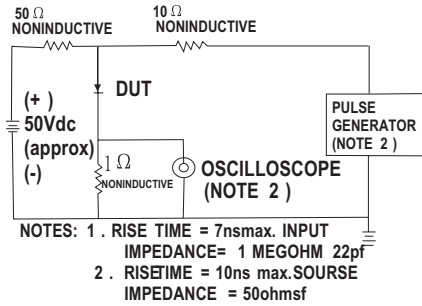 50 Ω
NONINDUCTIVE
10 Ω
NONINDUCTIVE
DUT
(+ )
50Vdc
(approx)
(-)
PULSE
GENERATOR
(NOTE 2 )
1 Ω
NONINDUCTIVE
OSCILLOSCOPE
(NOTE 2 )
NOTES: 1 . RISE TIME = 7nsmax. INPUT
IMPEDANCE= 1 MEGOHM 22pf
2 . RISETIME = 10ns max.SOURSE
IMPEDANCE = 50ohmsf